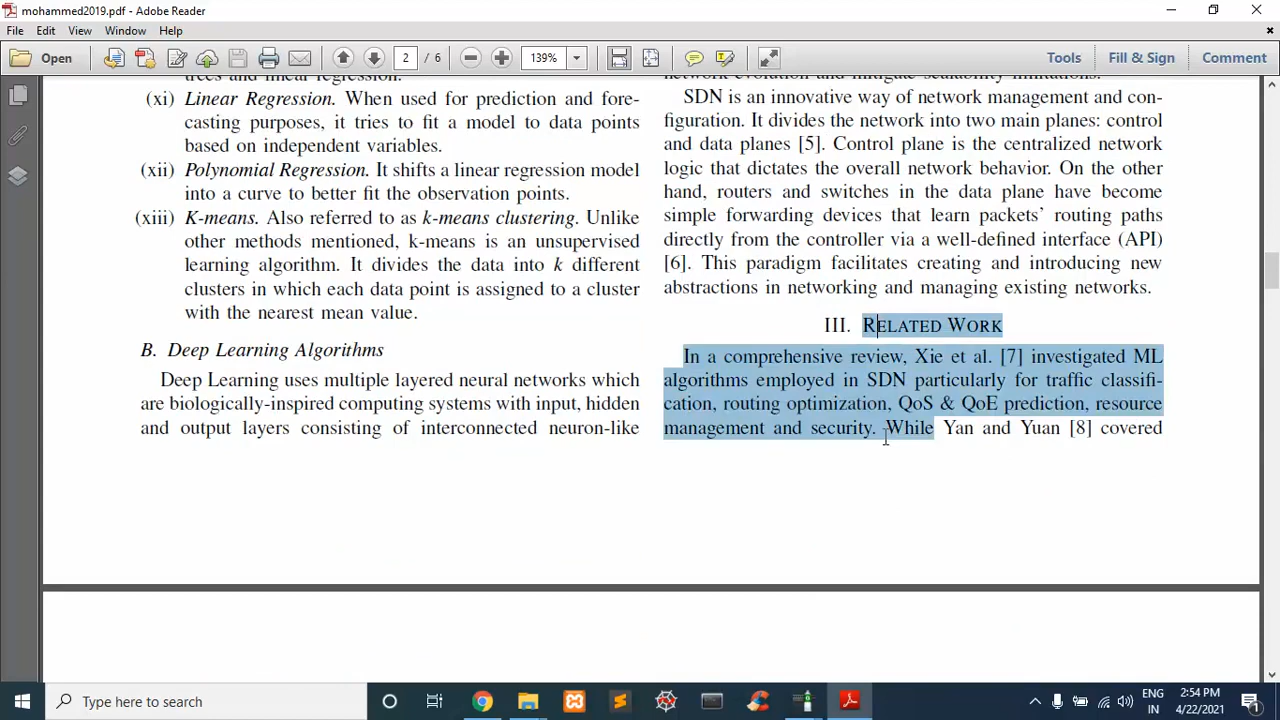 mohammed2019.pdf - Adobe Reader
File Edit View Window Help
Open 2 / 6 139% Tools Fill & Sign Comment
trees and linear regression.
(xi) Linear Regression. When used for prediction and fore-
casting purposes, it tries to fit a model to data points
based on independent variables.
(xii) Polynomial Regression. It shifts a linear regression model
into a curve to better fit the observation points.
(xiii) K-means. Also referred to as k-means clustering. Unlike
other methods mentioned, k-means is an unsupervised
learning algorithm. It divides the data into k different
clusters in which each data point is assigned to a cluster
with the nearest mean value.
B. Deep Learning Algorithms
Deep Learning uses multiple layered neural networks which
are biologically-inspired computing systems with input, hidden
and output layers consisting of interconnected neuron-like
network evolution and mitigate scalability limitations.
SDN is an innovative way of network management and con-
figuration. It divides the network into two main planes: control
and data planes [5]. Control plane is the centralized network
logic that dictates the overall network behavior. On the other
hand, routers and switches in the data plane have become
simple forwarding devices that learn packets' routing paths
directly from the controller via a well-defined interface (API)
[6]. This paradigm facilitates creating and introducing new
abstractions in networking and managing existing networks.
III. RELATED WORK
In a comprehensive review, Xie et al. [7] investigated ML
algorithms employed in SDN particularly for traffic classifi-
cation, routing optimization, QoS & QoE prediction, resource
management and security. While Yan and Yuan [8] covered
Type here to search
ENG
IN
2:54 PM
4/22/2021
1